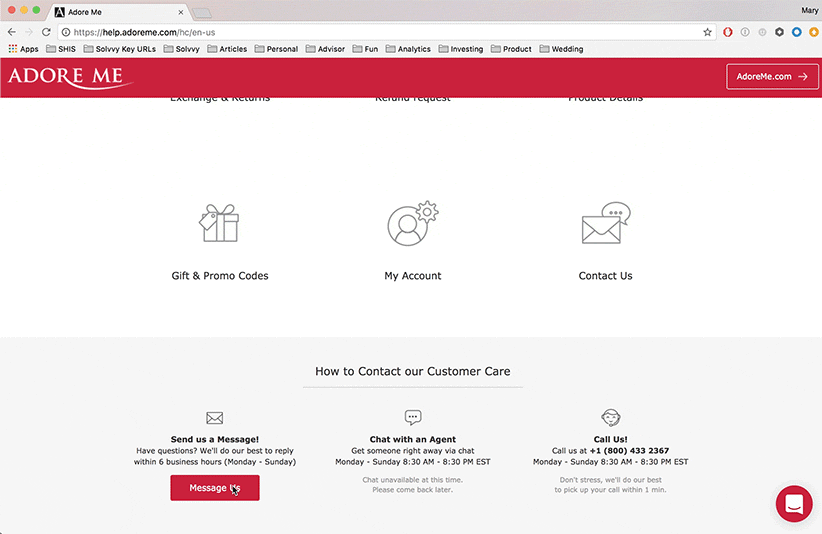 Adore Me
Mary
https://help.adoreme.com/hc/en-us
Apps SHIS Solvvy Key URLs Solvvy Articles Personal Advisor Fun Analytics Investing Product Wedding
ADORE ME
AdoreMe.com →
Exchange & Returns Refund request Product Details
Gift & Promo Codes My Account Contact Us
How to Contact our Customer Care
Send us a Message!
Have questions? We'll do our best to reply
within 6 business hours (Monday - Sunday)
Message Us
Chat with an Agent
Get someone right away via chat
Monday - Sunday 8:30 AM - 8:30 PM EST
Chat unavailable at this time.
Please come back later.
Call Us!
Call us at +1 (800) 433 2367
Monday - Sunday 8:30 AM - 8:30 PM EST
Don't stress, we'll do our best
to pick up your call within 1 min.